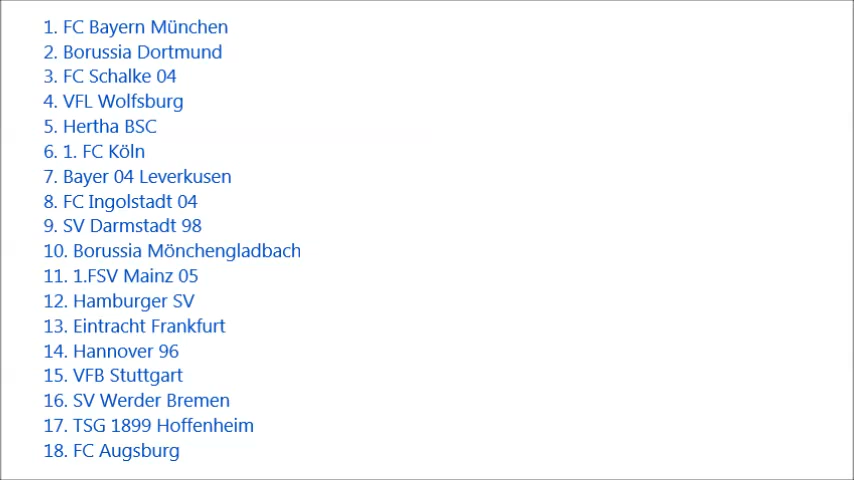 1. FC Bayern München
2. Borussia Dortmund
3. FC Schalke 04
4. VFL Wolfsburg
5. Hertha BSC
6. 1. FC Köln
7. Bayer 04 Leverkusen
8. FC Ingolstadt 04
9. SV Darmstadt 98
10. Borussia Mönchengladbach
11. 1.FSV Mainz 05
12. Hamburger SV
13. Eintracht Frankfurt
14. Hannover 96
15. VFB Stuttgart
16. SV Werder Bremen
17. TSG 1899 Hoffenheim
18. FC Augsburg